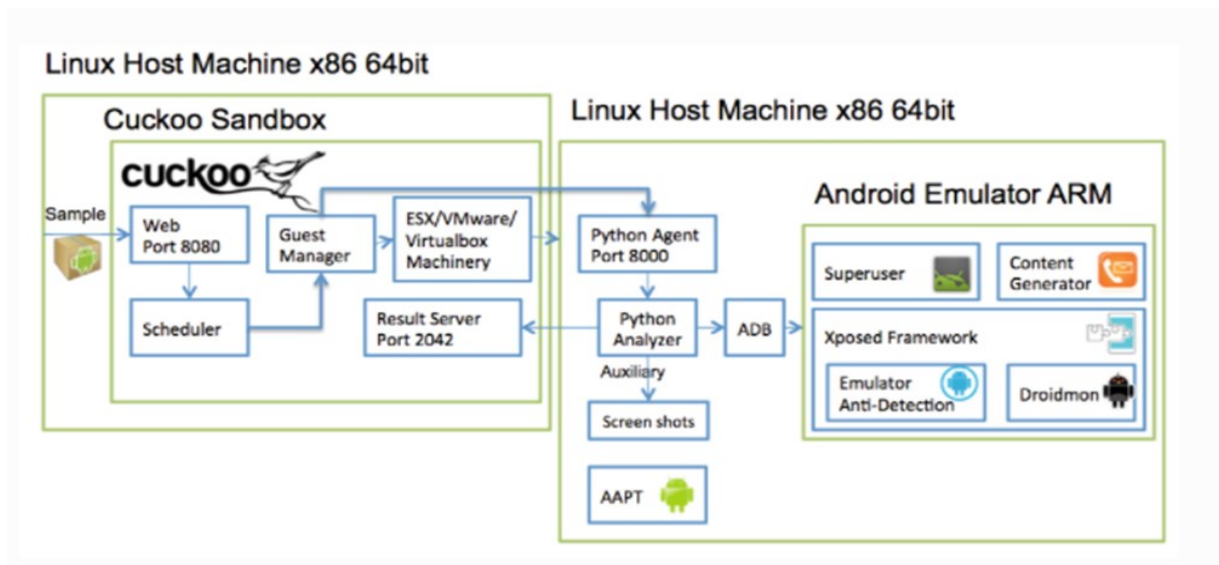 Linux Host Machine x86 64bit
Cuckoo Sandbox
cuckoo
Sample
Web
Port 8080
Scheduler
Guest
Manager
ESX/VMware/
Virtualbox
Machinery
Result Server
Port 2042
Linux Host Machine x86 64bit
Python Agent
Port 8000
Python
Analyzer
ADB
Auxiliary
Screen shots
AAPT
Android Emulator ARM
Superuser
Content
Generator
Xposed Framework
Emulator
Anti-Detection
Droidmon